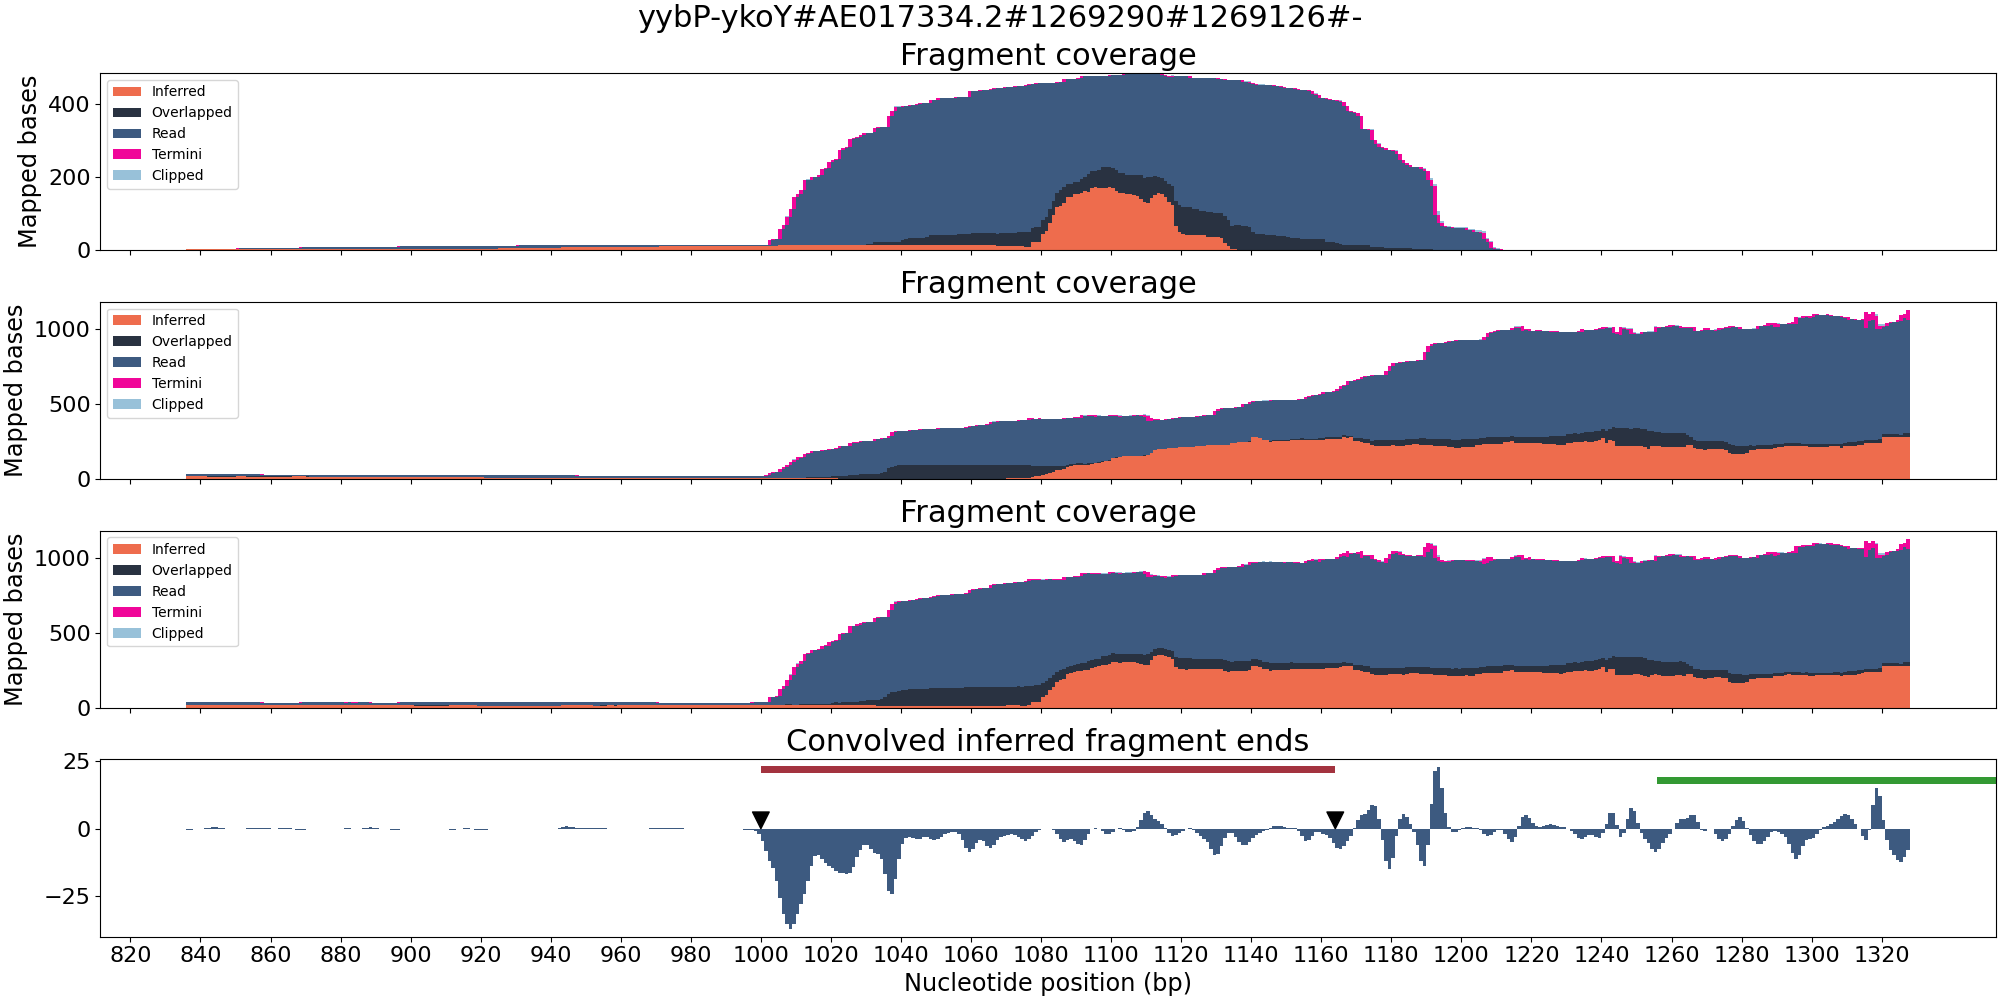 yybP-ykoY#AE017334.2#1269290#1269126#-
Fragment coverage
Mapped bases
400
200
0
Inferred
Overlapped
Read
Termini
Clipped
Fragment coverage
Mapped bases
1000
500
0
Inferred
Overlapped
Read
Termini
Clipped
Fragment coverage
Mapped bases
1000
500
0
Inferred
Overlapped
Read
Termini
Clipped
Convolved inferred fragment ends
25
0
−25
820 840 860 880 900 920 940 960 980 1000 1020 1040 1060 1080 1100 1120 1140 1160 1180 1200 1220 1240 1260 1280 1300 1320
Nucleotide position (bp)